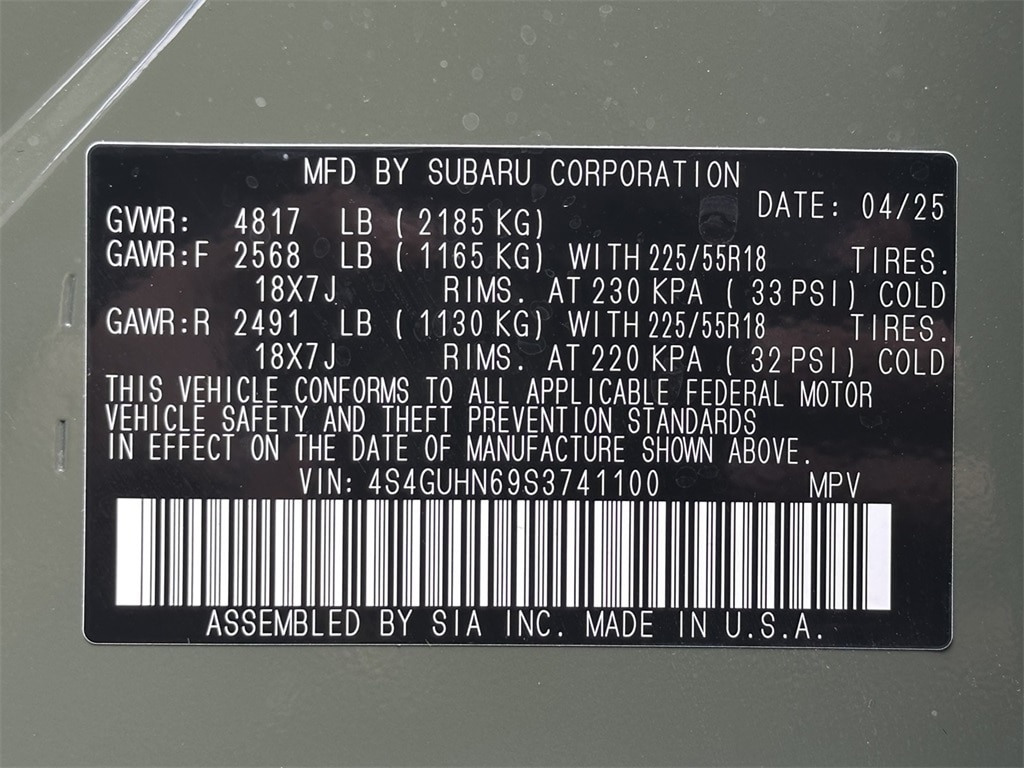 MFD BY SUBARU CORPORATION
DATE: 04/25
GVWR: 4817 LB (2185 KG)
GAWR:F 2568 LB (1165 KG) WITH 225/55R18 TIRES.
18X7J RIMS. AT 230 KPA (33 PSI) COLD
GAWR:R 2491 LB (1130 KG) WITH 225/55R18 TIRES.
18X7J RIMS. AT 220 KPA (32 PSI) COLD
THIS VEHICLE CONFORMS TO ALL APPLICABLE FEDERAL MOTOR
VEHICLE SAFETY AND THEFT PREVENTION STANDARDS
IN EFFECT ON THE DATE OF MANUFACTURE SHOWN ABOVE.
VIN: 4S4GUHN69S3741100 MPV
ASSEMBLED BY SIA INC. MADE IN U.S.A.